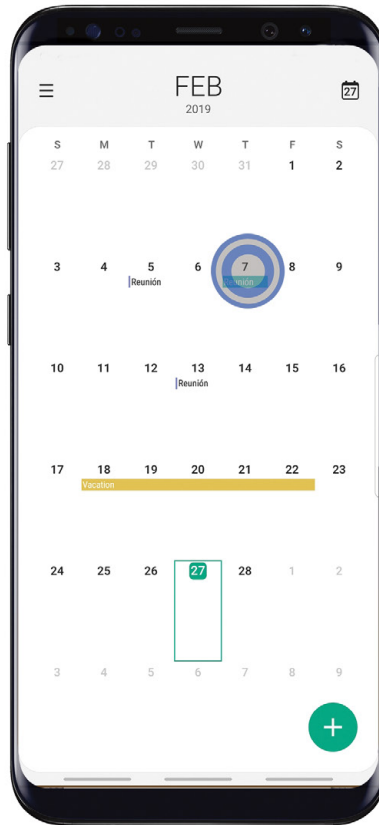 FEB
27
2019
S M T W T F S
27 28 29 30 31 1 2
3 4 5 6 7 8 9
Reunión Reunión
10 11 12 13 14 15 16
Reunión
17 18 19 20 21 22 23
Vacation
24 25 26 27 28 1 2
3 4 5 6 7 8 9
+